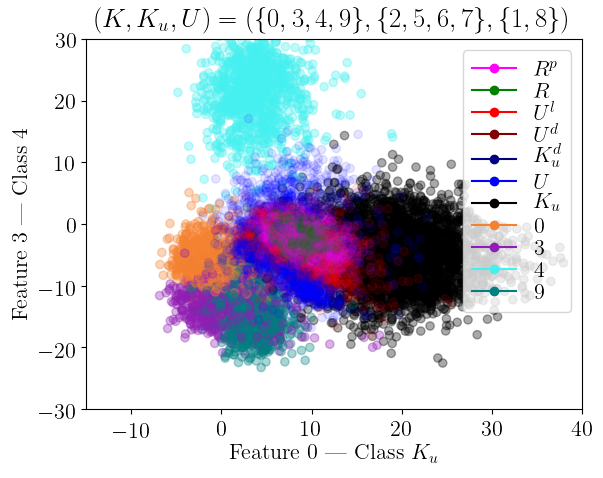 (K, K_u, U) = ({0, 3, 4, 9}, {2, 5, 6, 7}, {1, 8})
30
20
10
0
−10
−20
−30
Feature 3 — Class 4
R^p
R
U^l
U^d
K_u^d
U
K_u
0
3
4
9
−10
0
10
20
30
40
Feature 0 — Class K_u